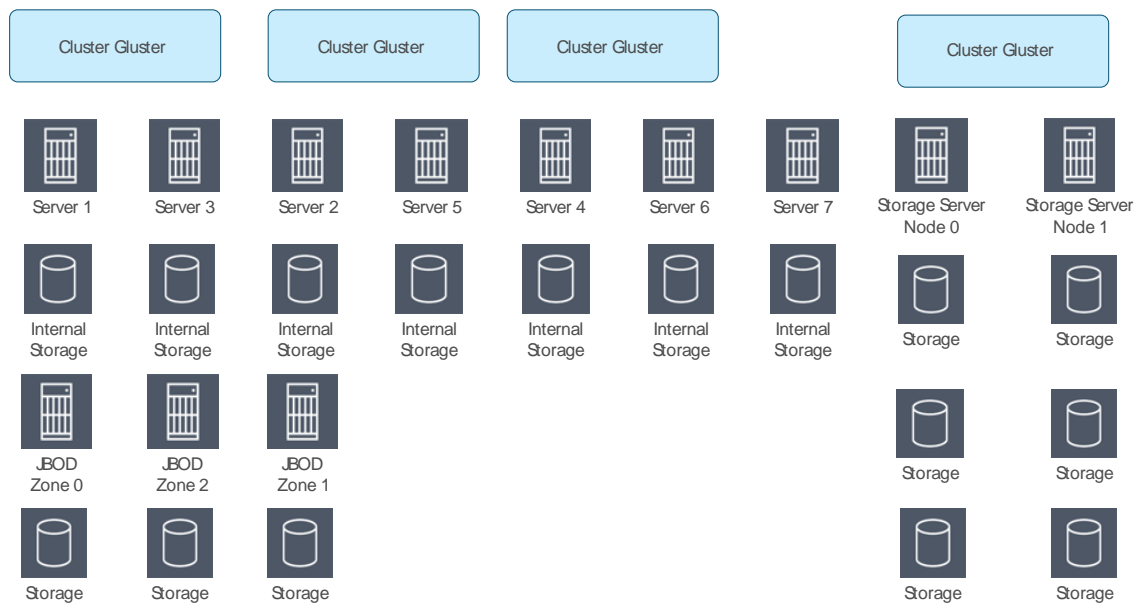 Cluster Gluster
Cluster Gluster
Cluster Gluster
Cluster Gluster
Server 1
Server 3
Server 2
Server 5
Server 4
Server 6
Server 7
Storage Server
Node 0
Storage Server
Node 1
Internal
Storage
Internal
Storage
Internal
Storage
Internal
Storage
Internal
Storage
Internal
Storage
Internal
Storage
Storage
Storage
JBOD
Zone 0
JBOD
Zone 2
JBOD
Zone 1
Storage
Storage
Storage
Storage
Storage
Storage
Storage